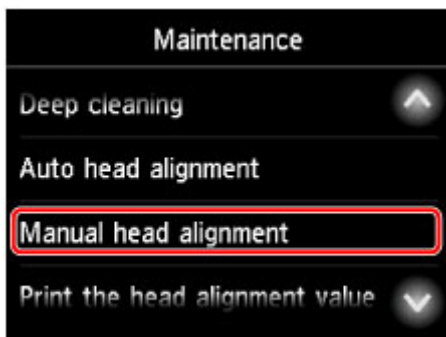 Maintenance
Deep cleaning
Auto head alignment
Manual head alignment
Print the head alignment value